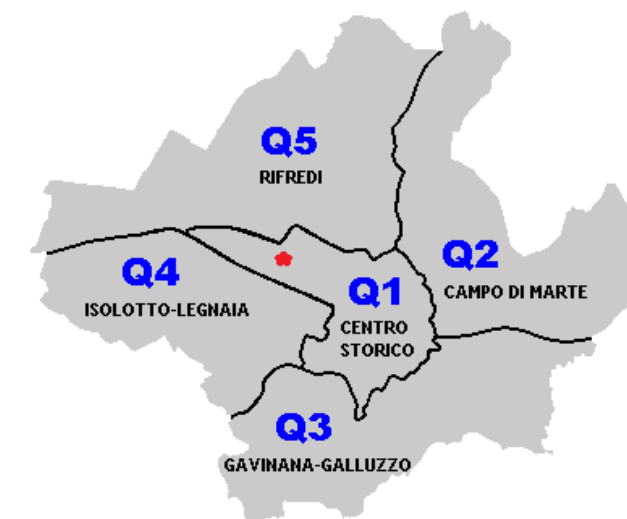 Q5
RIFREDI
Q2
CAMPO DI MARTE
Q4
ISOLOTTO-LEGNAIA
Q1
CENTRO
STORICO
Q3
GAVINANA-GALLUZZO